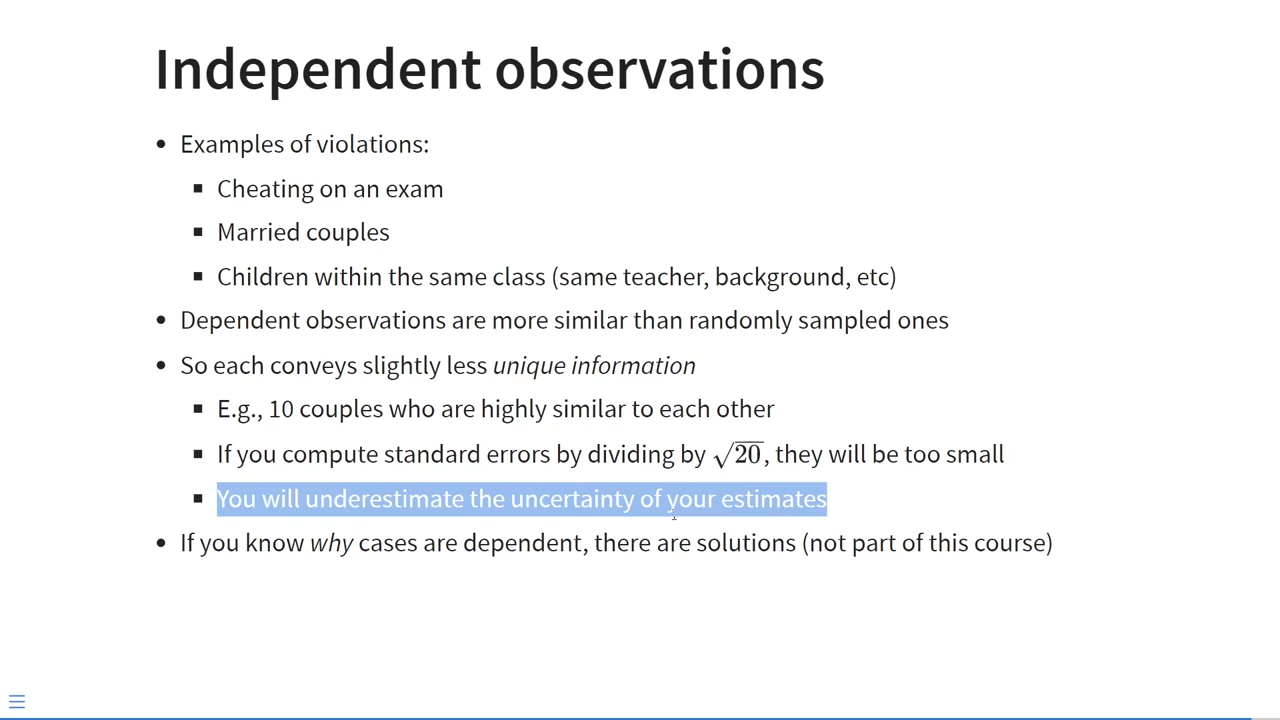 Independent observations
• Examples of violations:
▪ Cheating on an exam
▪ Married couples
▪ Children within the same class (same teacher, background, etc)
• Dependent observations are more similar than randomly sampled ones
• So each conveys slightly less unique information
▪ E.g., 10 couples who are highly similar to each other
▪ If you compute standard errors by dividing by √20, they will be too small
▪ You will underestimate the uncertainty of your estimates
• If you know why cases are dependent, there are solutions (not part of this course)